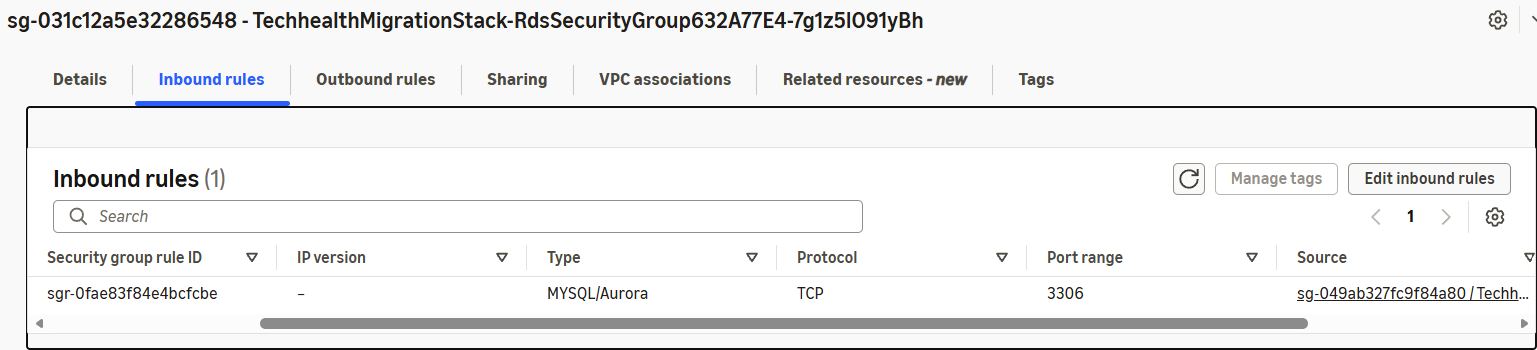 sg-031c12a5e32286548 - TechhealthMigrationStack-RdsSecurityGroup632A77E4-7g1z5IO91yBh
Details Inbound rules Outbound rules Sharing VPC associations Related resources - new Tags
Inbound rules (1)
Manage tags Edit inbound rules
Search
1
Security group rule ID IP version Type Protocol Port range Source
sgr-0fae83f84e4bcfcbe – MYSQL/Aurora TCP 3306 sg-049ab327fc9f84a80 / Techh...